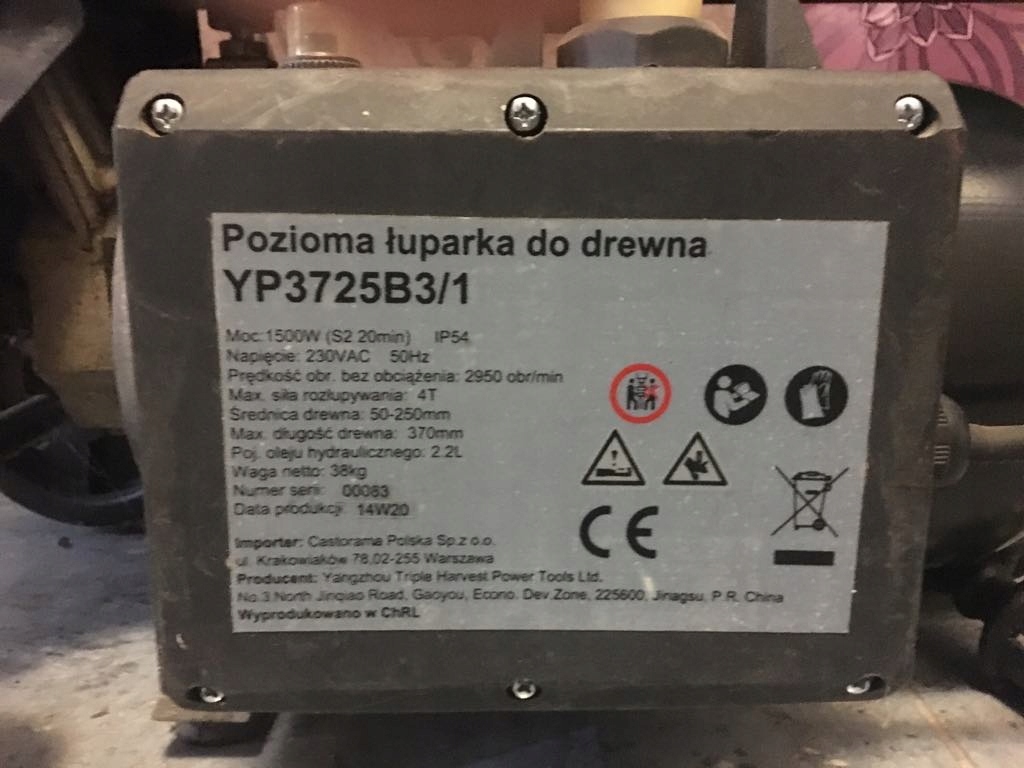 Pozioma łuparka do drewna
YP3725B3/1
Moc:1500W (S2 20min) IP54
Napięcie: 230VAC 50Hz
Prędkość obr. bez obciążenia: 2950 obr/min
Max. siła rozłupywania: 4T
Średnica drewna: 50-250mm
Max. długość drewna: 370mm
Poj. oleju hydraulicznego: 2.2L
Waga netto: 38kg
Numer serii: 00083
Data produkcji: 14W20
Importer: Castorama Polska Sp.z o.o.
ul. Krakowiaków 78,02-255 Warszawa
Producent: Yangzhou Triple Harvest Power Tools Ltd.
No.3 North Jinqiao Road, Gaoyou, Econo. Dev.Zone, 225600, Jinagsu, P.R. China
Wyprodukowano w ChRL
CE